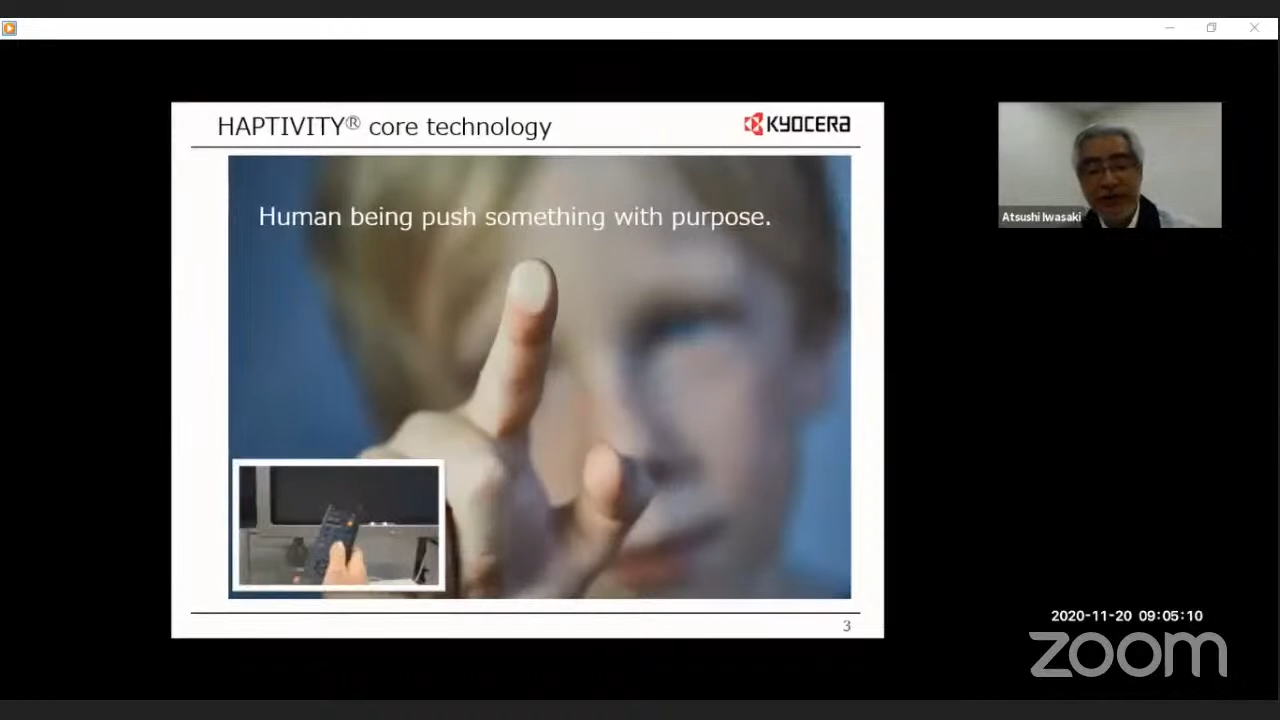 HAPTIVITY® core technology
KYOCERA
Human being push something with purpose.
Atsushi Iwasaki
3
2020-11-20 09:05:10
zoom